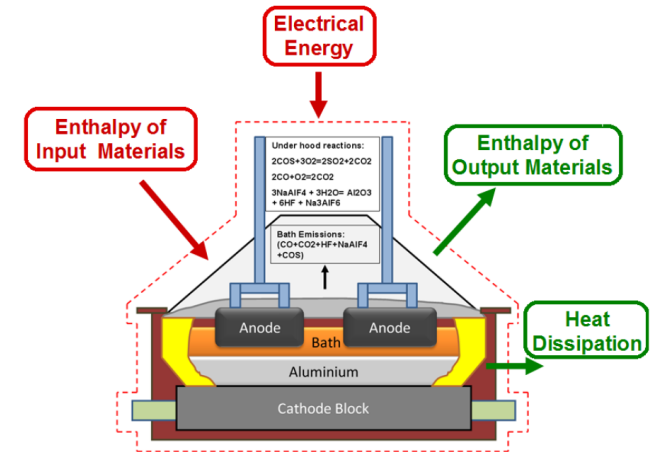 Electrical
Energy
Enthalpy of
Input Materials
Enthalpy of
Output Materials
Under hood reactions:
2COS+3O2=2SO2+2CO2
2CO+O2=2CO2
3NaAlF4 + 3H2O= Al2O3
+ 6HF + Na3AlF6
Bath Emissions:
(CO+CO2+HF+NaAlF4
+COS)
Heat
Dissipation
Anode
Anode
Bath
Aluminium
Cathode Block